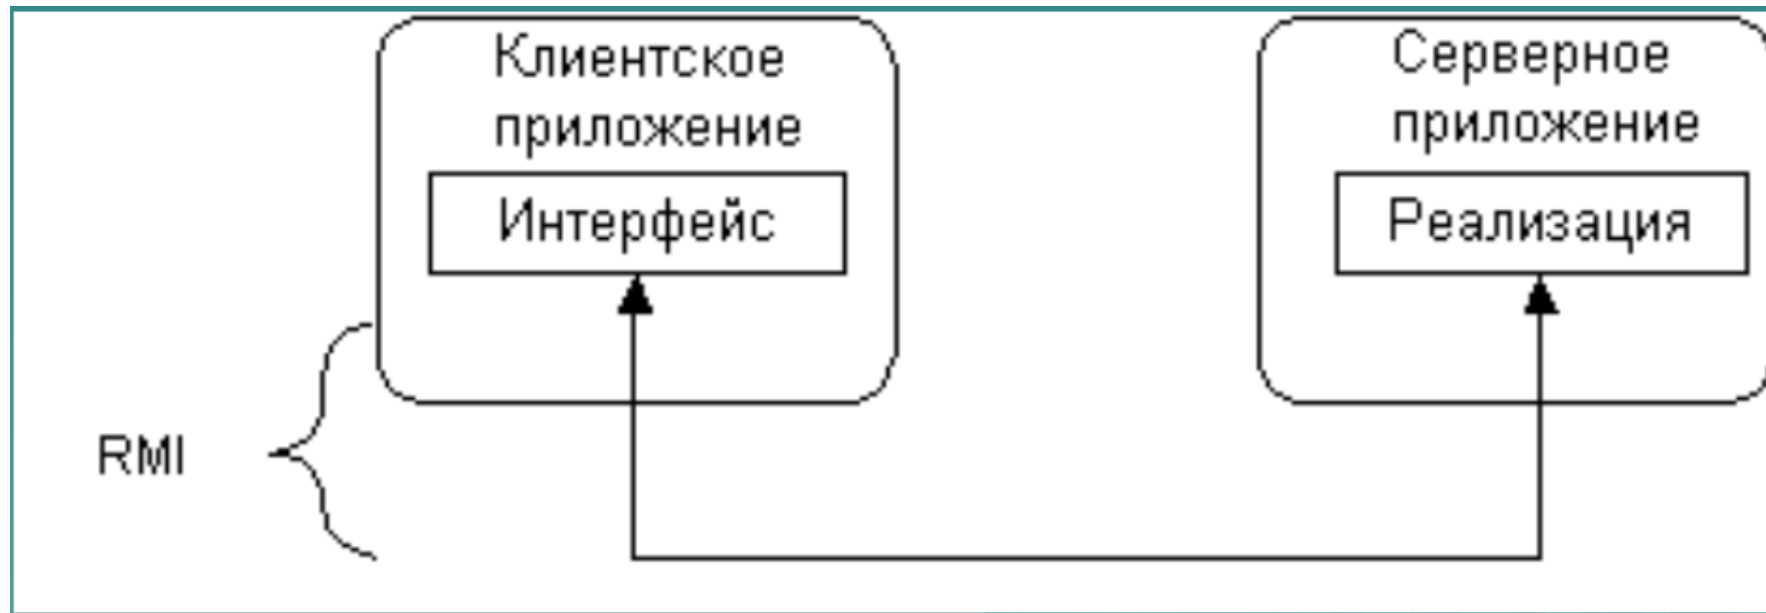 Клиентское
приложение
Интерфейс
Серверное
приложение
Реализация
RMI